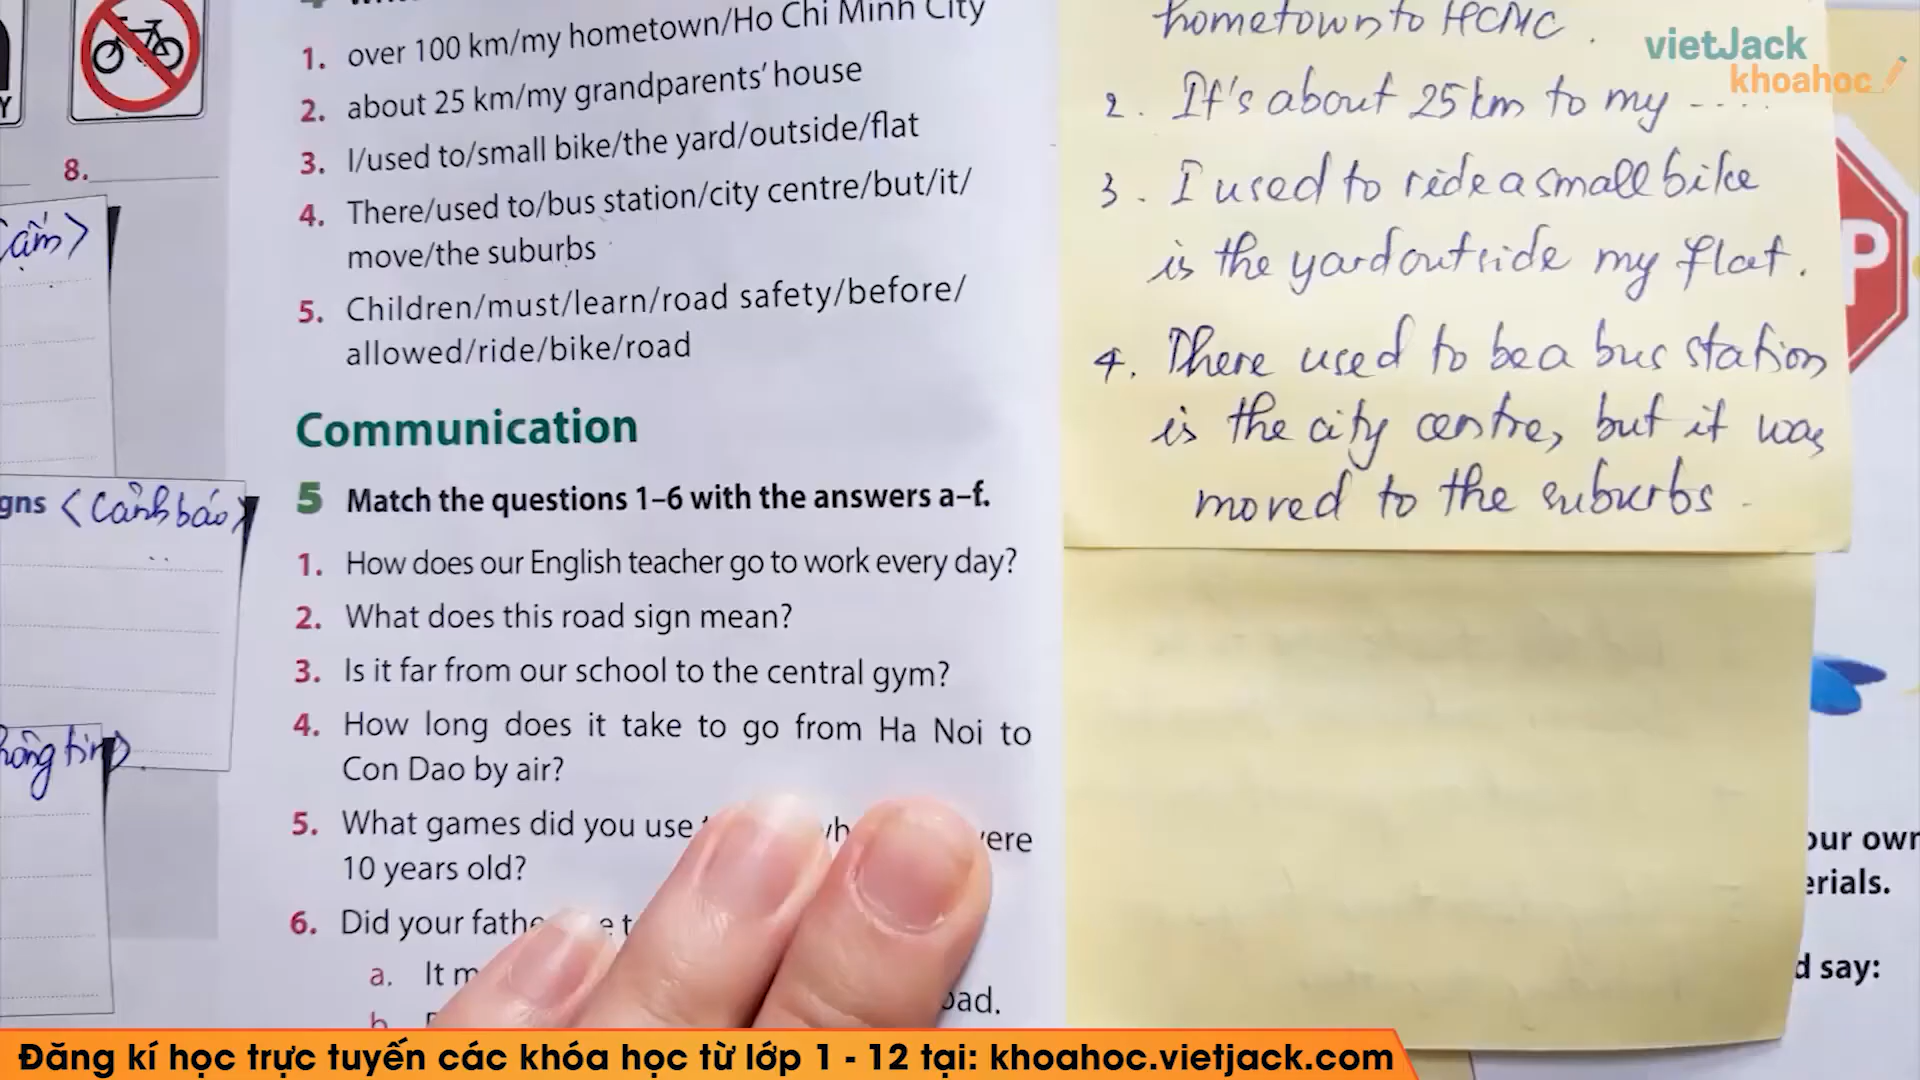 1. over 100 km/my hometown/Ho Chi Minh City
2. about 25 km/my grandparents' house
3. I/used to/small bike/the yard/outside/flat
4. There/used to/bus station/city centre/but/it/
move/the suburbs
5. Children/must/learn/road safety/before/
allowed/ride/bike/road
Communication
5 Match the questions 1–6 with the answers a–f.
1. How does our English teacher go to work every day?
2. What does this road sign mean?
3. Is it far from our school to the central gym?
4. How long does it take to go from Ha Noi to
Con Dao by air?
5. What games did you use
10 years old?
6. Did your
a. It
b.
8.
gns <cảnh báo>
hometown to HCMC.
2. It's about 25 km to my ----
3. I used to ride a small bike
is the yard outside my flat.
4. There used to be a bus station
is the city centre, but it was
moved to the suburbs.
vietJack
khoahoc
P
own
say:
Đăng kí học trực tuyến các khóa học từ lớp 1 - 12 tại: khoahoc.vietjack.com